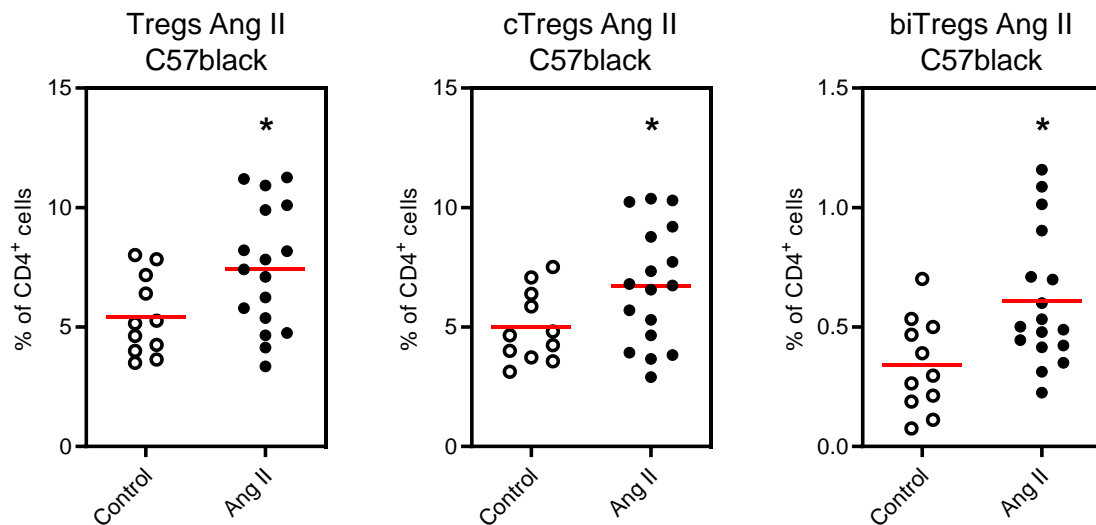 Tregs Ang II
C57black
% of CD4⁺ cells
15
10
5
0
*
Control
Ang II
cTregs Ang II
C57black
% of CD4⁺ cells
15
10
5
0
*
Control
Ang II
biTregs Ang II
C57black
% of CD4⁺ cells
1.5
1.0
0.5
0.0
*
Control
Ang II